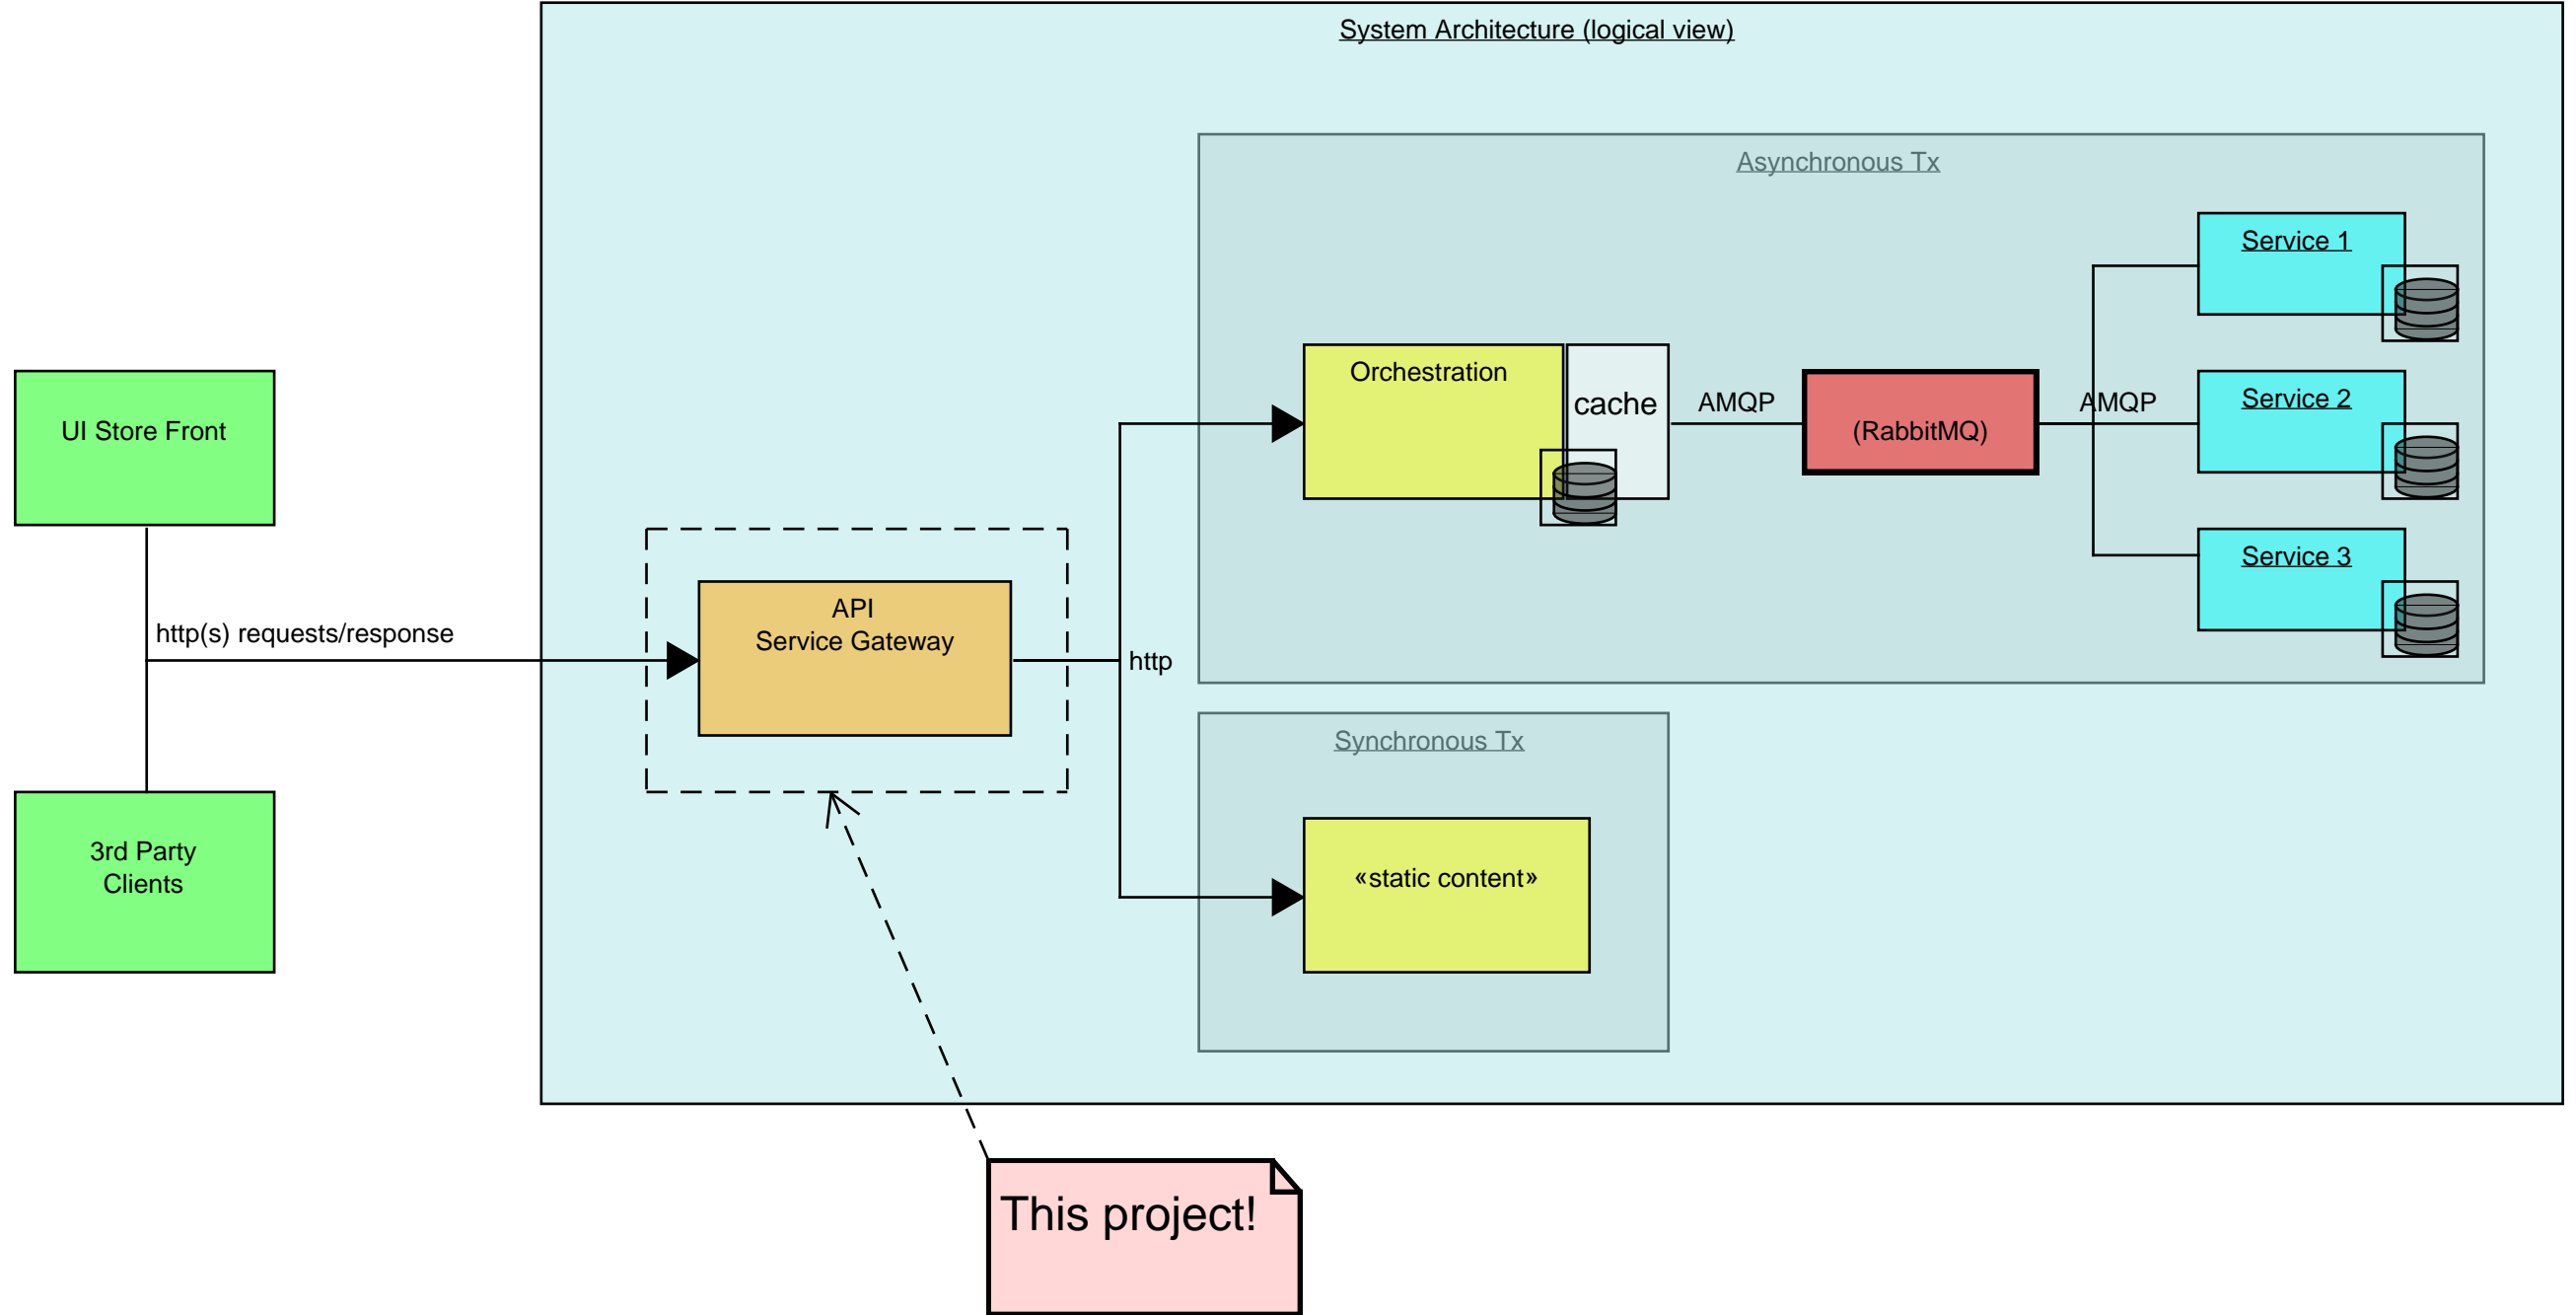 System Architecture (logical view)
Asynchronous Tx
Service 1
Orchestration
cache
AMQP
(RabbitMQ)
AMQP
Service 2
Service 3
UI Store Front
http(s) requests/response
API
Service Gateway
http
Synchronous Tx
«static content»
3rd Party
Clients
This project!